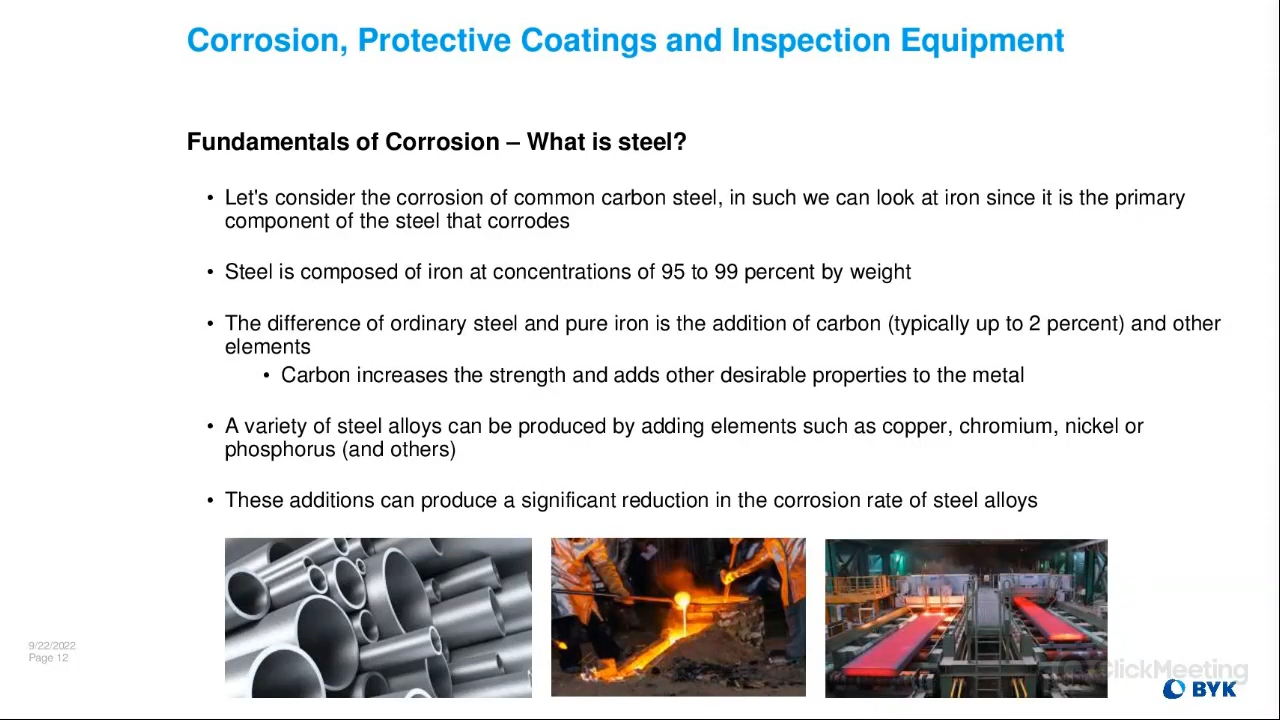 Corrosion, Protective Coatings and Inspection Equipment
Fundamentals of Corrosion – What is steel?
• Let's consider the corrosion of common carbon steel, in such we can look at iron since it is the primary
component of the steel that corrodes
• Steel is composed of iron at concentrations of 95 to 99 percent by weight
• The difference of ordinary steel and pure iron is the addition of carbon (typically up to 2 percent) and other
elements
• Carbon increases the strength and adds other desirable properties to the metal
• A variety of steel alloys can be produced by adding elements such as copper, chromium, nickel or
phosphorus (and others)
• These additions can produce a significant reduction in the corrosion rate of steel alloys
9/22/2022
Page 12
ClickMeeting
BYK